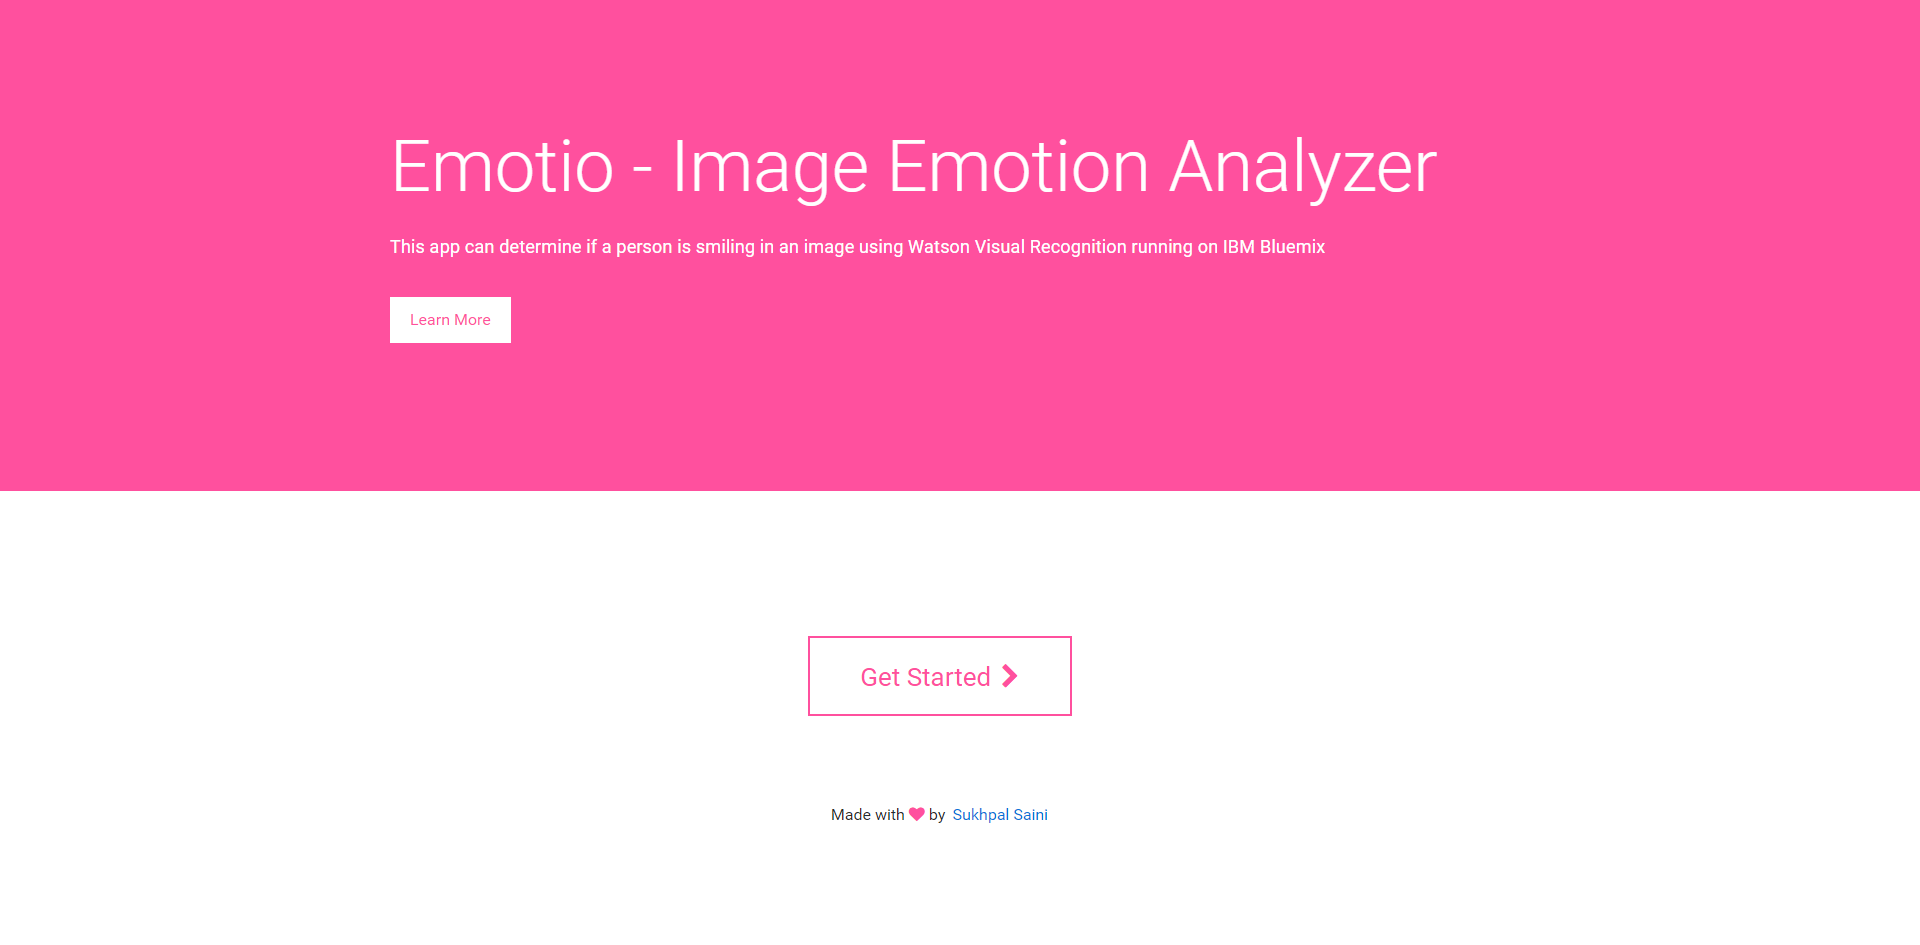 Emotio - Image Emotion Analyzer
This app can determine if a person is smiling in an image using Watson Visual Recognition running on IBM Bluemix
Learn More
Get Started
Made with by Sukhpal Saini